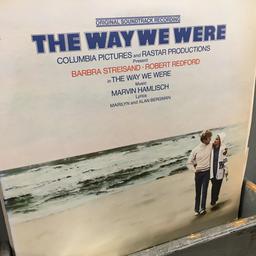 ORIGINAL SOUNDTRACK RECORDING
THE WAY WE WERE
COLUMBIA PICTURES and RASTAR PRODUCTIONS
Present
BARBRA STREISAND · ROBERT REDFORD
in THE WAY WE WERE
Music
MARVIN HAMLISCH
Lyrics
MARILYN and ALAN BERGMAN